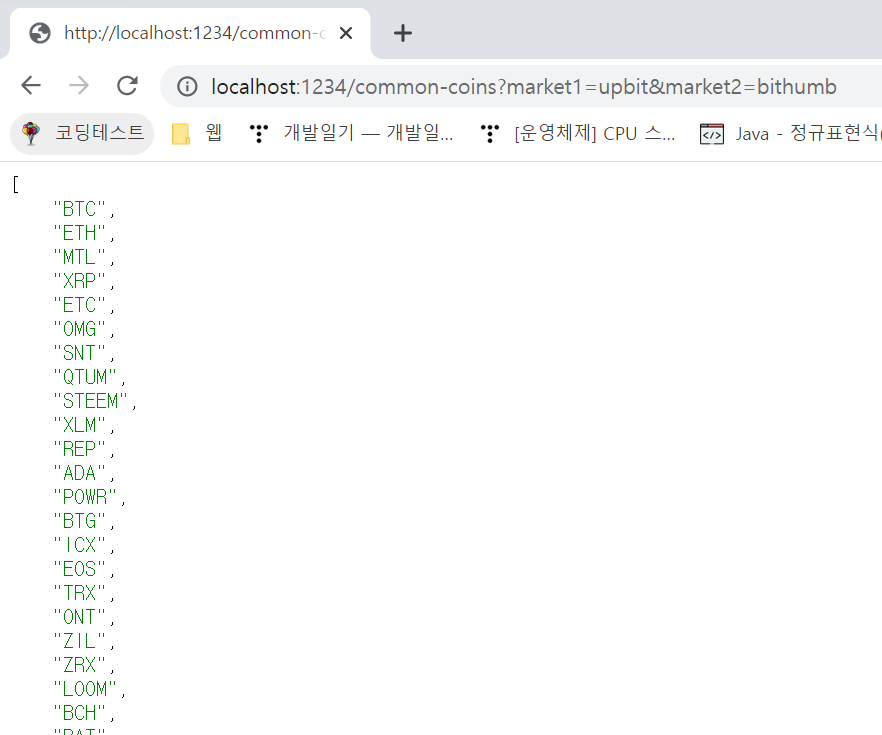 http://localhost:1234/common-c
localhost:1234/common-coins?market1=upbit&market2=bithumb
코딩테스트 웹 개발일기 — 개발일... [운영체제] CPU 스... Java - 정규표현식(
[
"BTC",
"ETH",
"MTL",
"XRP",
"ETC",
"OMG",
"SNT",
"QTUM",
"STEEM",
"XLM",
"REP",
"ADA",
"POWR",
"BTG",
"ICX",
"EOS",
"TRX",
"ONT",
"ZIL",
"ZRX",
"LOOM",
"BCH",
"BAT",